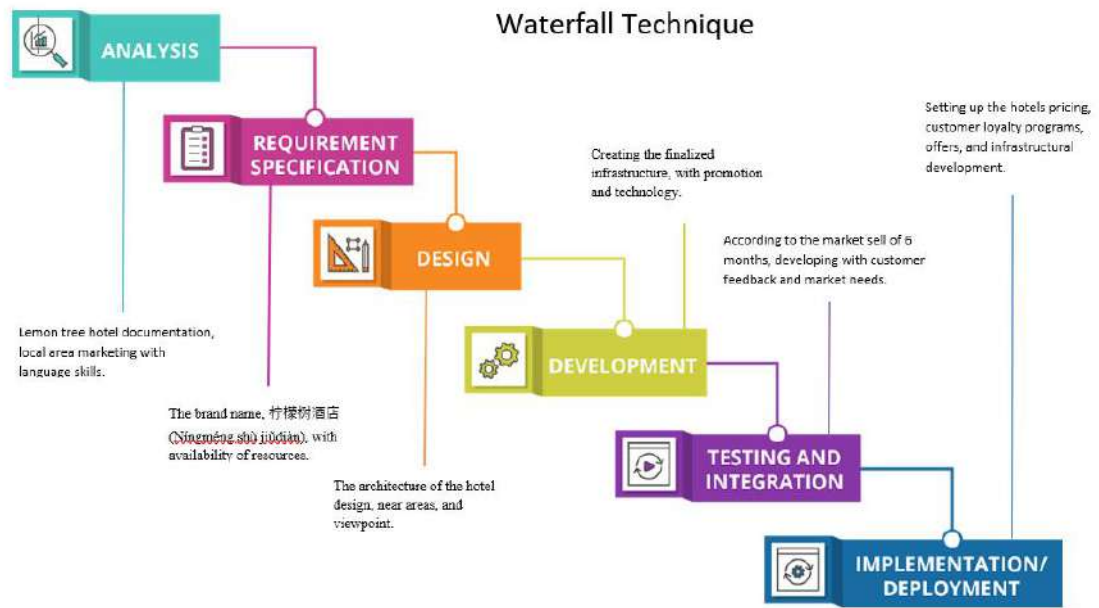 Waterfall Technique
ANALYSIS
Lemon tree hotel documentation,
local area marketing with
language skills.
REQUIREMENT
SPECIFICATION
The brand name, 柠檬树酒店
(Níngméng shù jiǔdiàn), with
availability of resources.
DESIGN
The architecture of the hotel
design, near areas, and
viewpoint.
DEVELOPMENT
Creating the finalized
infrastructure, with promotion
and technology.
TESTING AND
INTEGRATION
According to the market sell of 6
months, developing with customer
feedback and market needs.
IMPLEMENTATION/
DEPLOYMENT
Setting up the hotels pricing,
customer loyalty programs,
offers, and infrastructural
development.